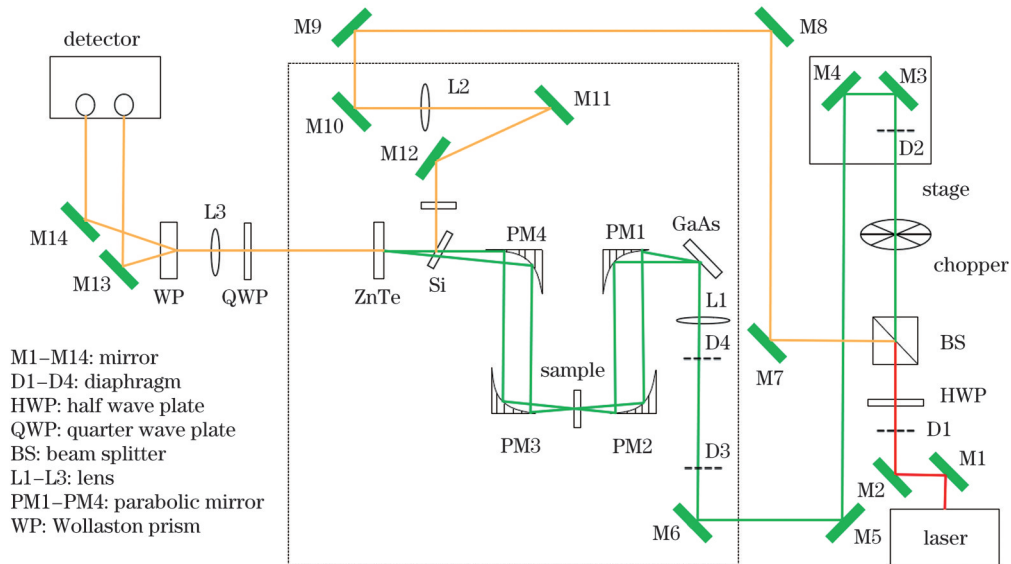 M9
M8
detector
M4
M3
L2
M11
M10
D2
M12
stage
L3
PM4
PM1
GaAs
M14
chopper
M13
WP
QWP
ZnTe
Si
L1
D4
BS
M7
sample
HWP
D1
PM3
PM2
D3
M1
M2
M6
M5
laser
M1–M14: mirror
D1–D4: diaphragm
HWP: half wave plate
QWP: quarter wave plate
BS: beam splitter
L1–L3: lens
PM1–PM4: parabolic mirror
WP: Wollaston prism